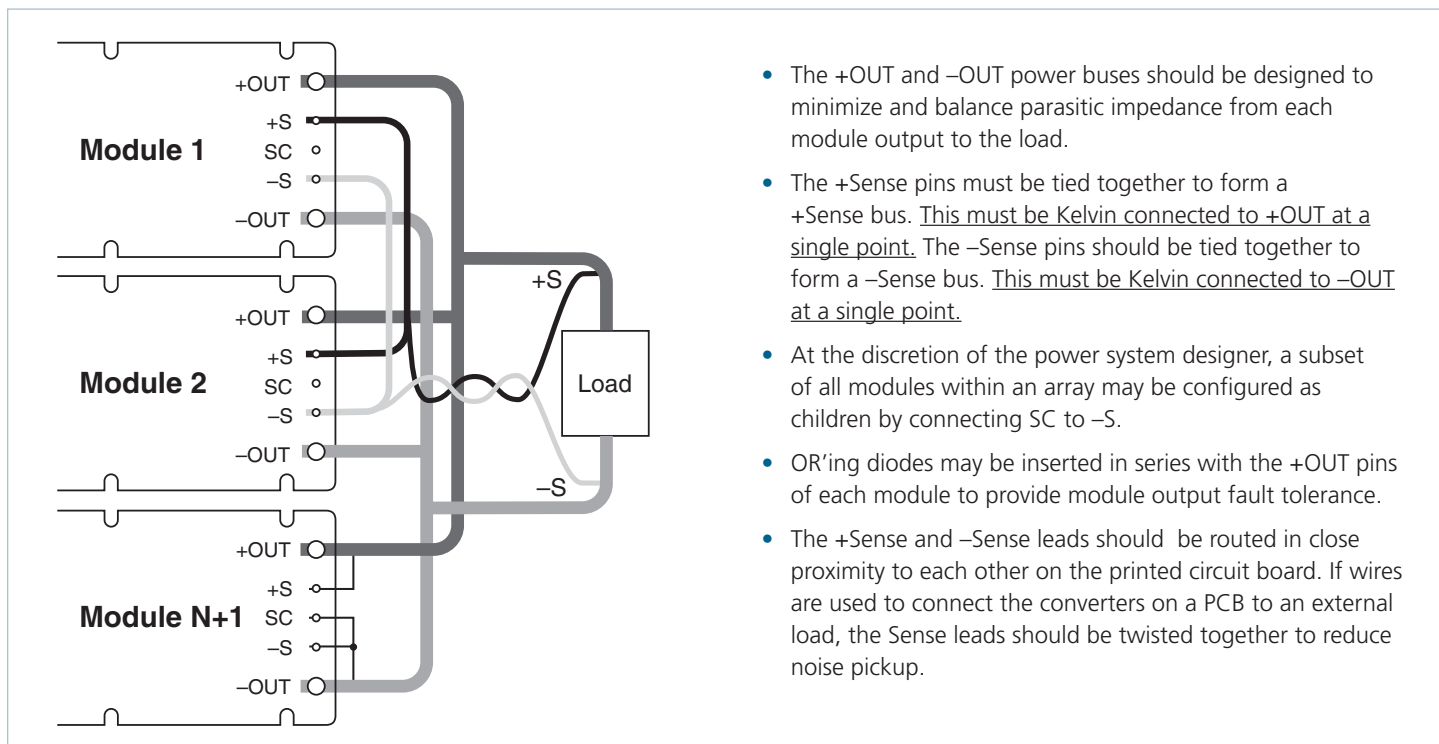 +OUT
+S
Module 1
SC
–S
–OUT
+OUT
+S
Module 2
SC
–S
–OUT
+OUT
+S
Module N+1
SC
–S
–OUT
+S
Load
–S
• The +OUT and –OUT power buses should be designed to
minimize and balance parasitic impedance from each
module output to the load.
• The +Sense pins must be tied together to form a
+Sense bus. This must be Kelvin connected to +OUT at a
single point. The –Sense pins should be tied together to
form a –Sense bus. This must be Kelvin connected to –OUT
at a single point.
• At the discretion of the power system designer, a subset
of all modules within an array may be configured as
children by connecting SC to –S.
• OR’ing diodes may be inserted in series with the +OUT pins
of each module to provide module output fault tolerance.
• The +Sense and –Sense leads should be routed in close
proximity to each other on the printed circuit board. If wires
are used to connect the converters on a PCB to an external
load, the Sense leads should be twisted together to reduce
noise pickup.